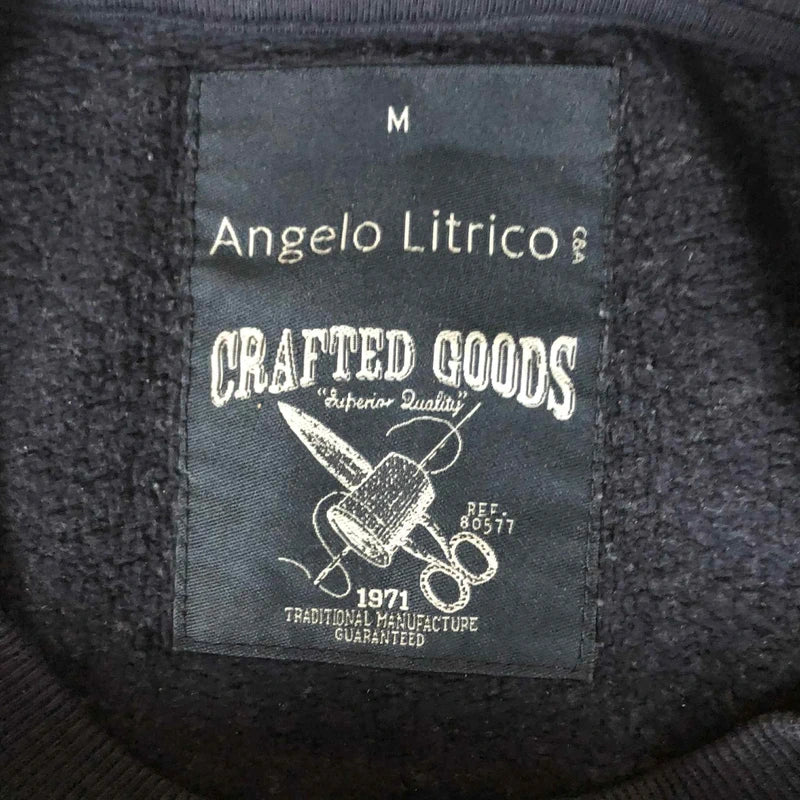 M
Angelo Litrico C&A
CRAFTED GOODS
"Superior Quality"
REF.
80577
1971
TRADITIONAL MANUFACTURE
GUARANTEED